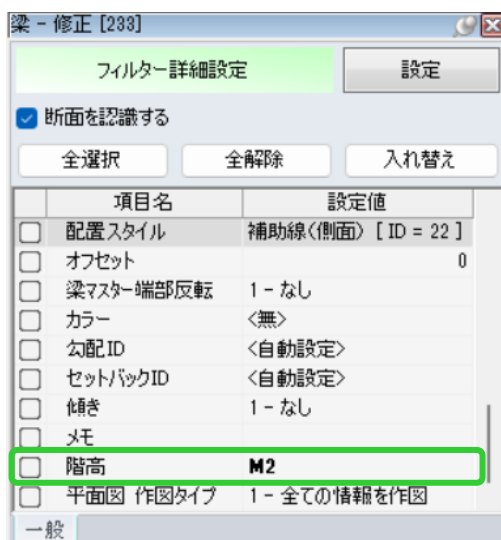 梁 - 修正 [233]
フィルター詳細設定 設定
断面を認識する
全選択 全解除 入れ替え
項目名 設定値
配置スタイル 補助線(側面) [ ID = 22 ]
オフセット 0
梁マスター端部反転 1 - なし
カラー <無>
勾配ID <自動設定>
セットバックID <自動設定>
傾き 1 - なし
メモ
階高 M2
平面図 作図タイプ 1 - 全ての情報を作図
一般